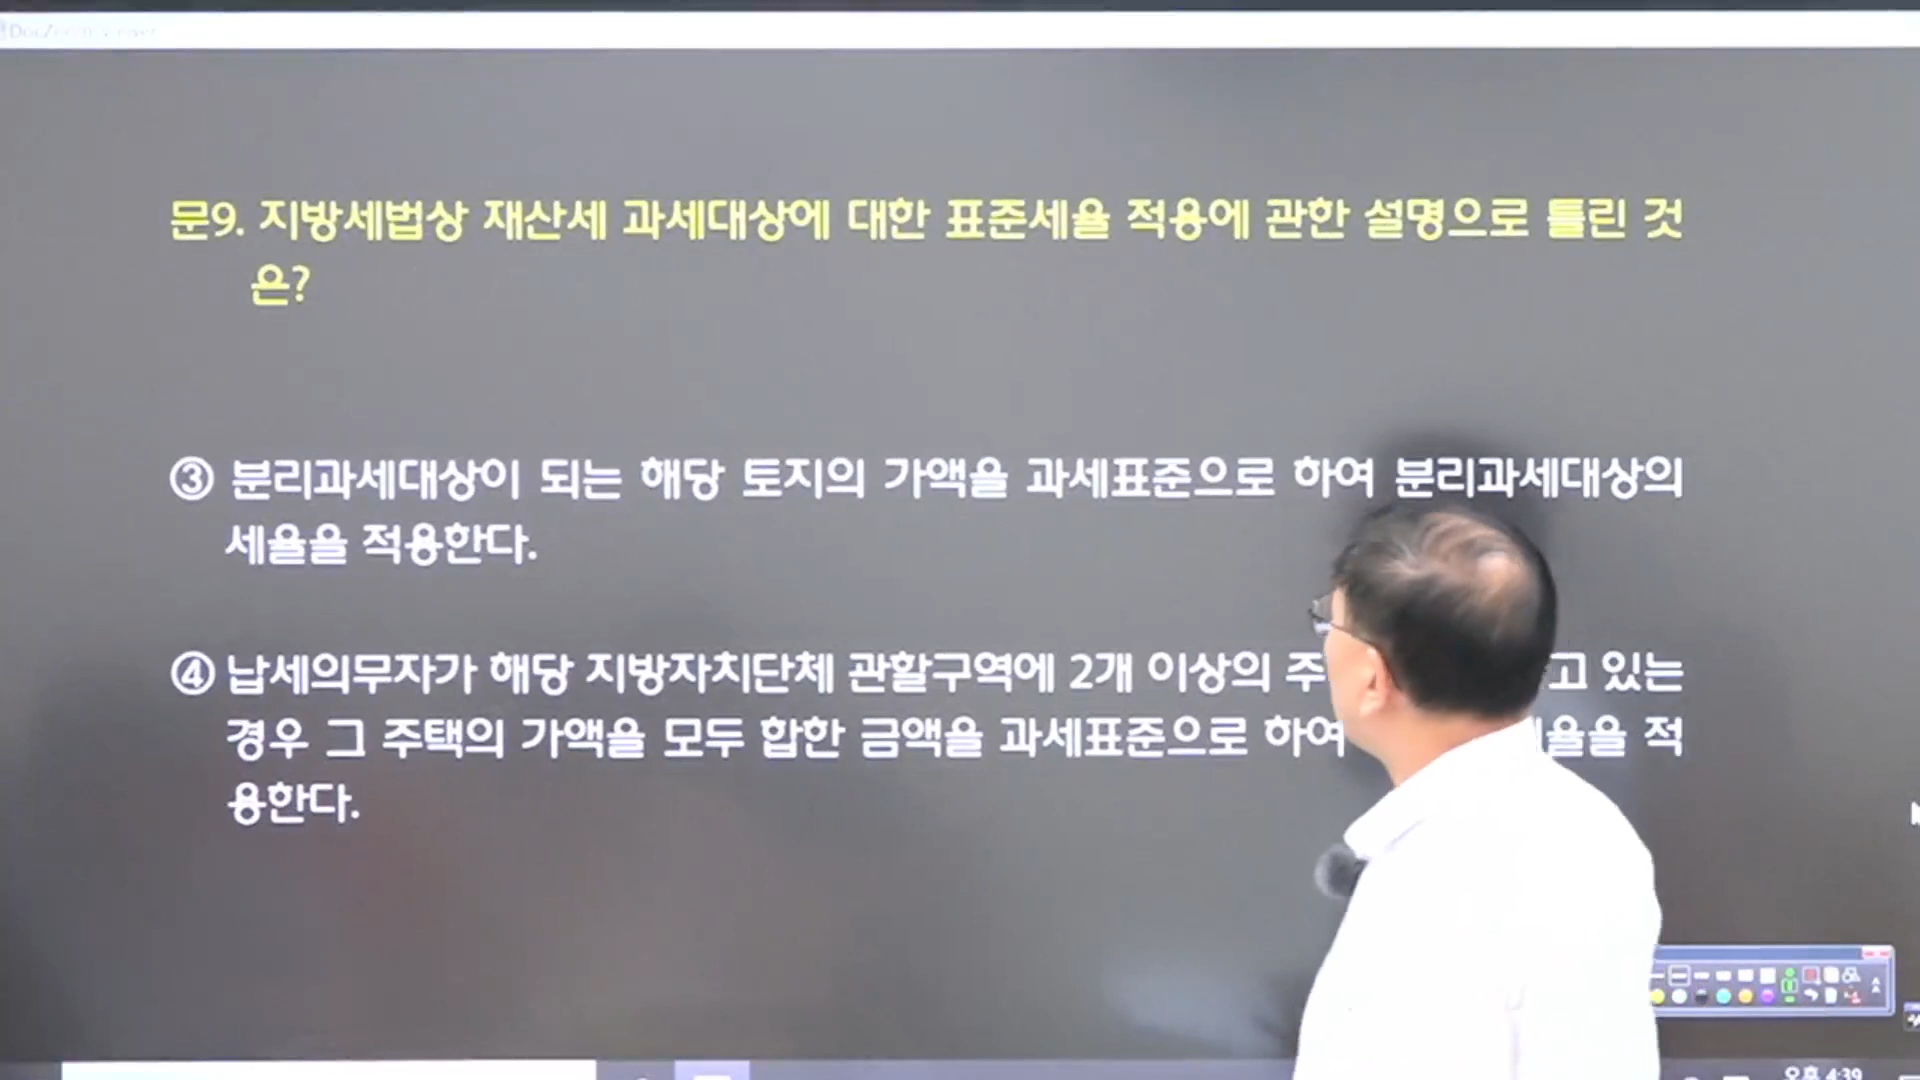 문9. 지방세법상 재산세 과세대상에 대한 표준세율 적용에 관한 설명으로 틀린 것
은?
③ 분리과세대상이 되는 해당 토지의 가액을 과세표준으로 하여 분리과세대상의
세율을 적용한다.
④ 납세의무자가 해당 지방자치단체 관할구역에 2개 이상의 고 있는
경우 그 주택의 가액을 모두 합한 금액을 과세표준으로 하여 율을 적
용한다.
오후 4:39